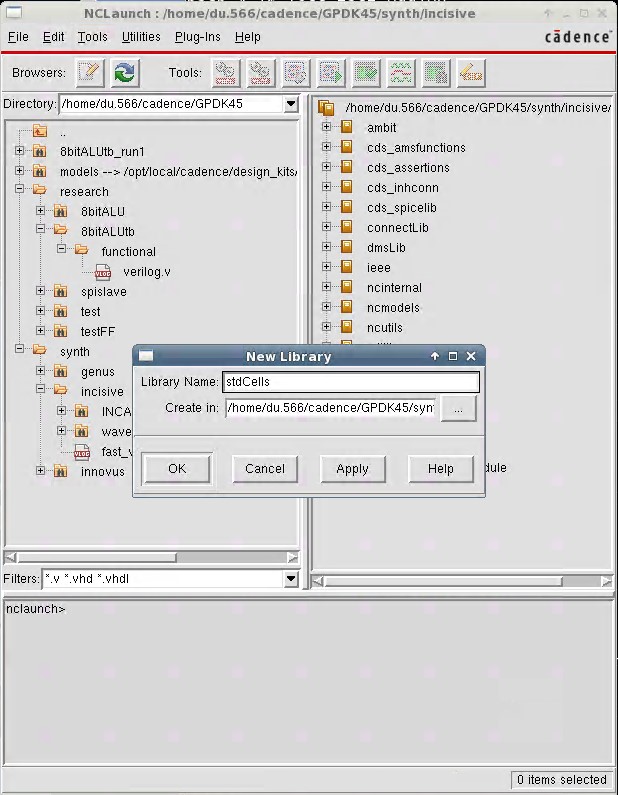 NCLaunch : /home/du.566/cadence/GPDK45/synth/incisive
File Edit Tools Utilities Plug-Ins Help
cādence
Browsers: Tools:
Directory: /home/du.566/cadence/GPDK45
..
8bitALUtb_run1
models --> /opt/local/cadence/design_kits/
research
8bitALU
8bitALUtb
functional
VLOG verilog.v
spislave
test
testFF
synth
genus
incisive
INCA
wave
VLOG fast_v
innovus
/home/du.566/cadence/GPDK45/synth/incisive/
ambit
cds_amsfunctions
cds_assertions
cds_inhconn
cds_spicelib
connectLib
dmsLib
ieee
ncinternal
ncmodels
ncutils
dule
New Library
Library Name: stdCells
Create in: /home/du.566/cadence/GPDK45/syn
...
OK Cancel Apply Help
Filters: *.v *.vhd *.vhdl
nclaunch>
0 items selected